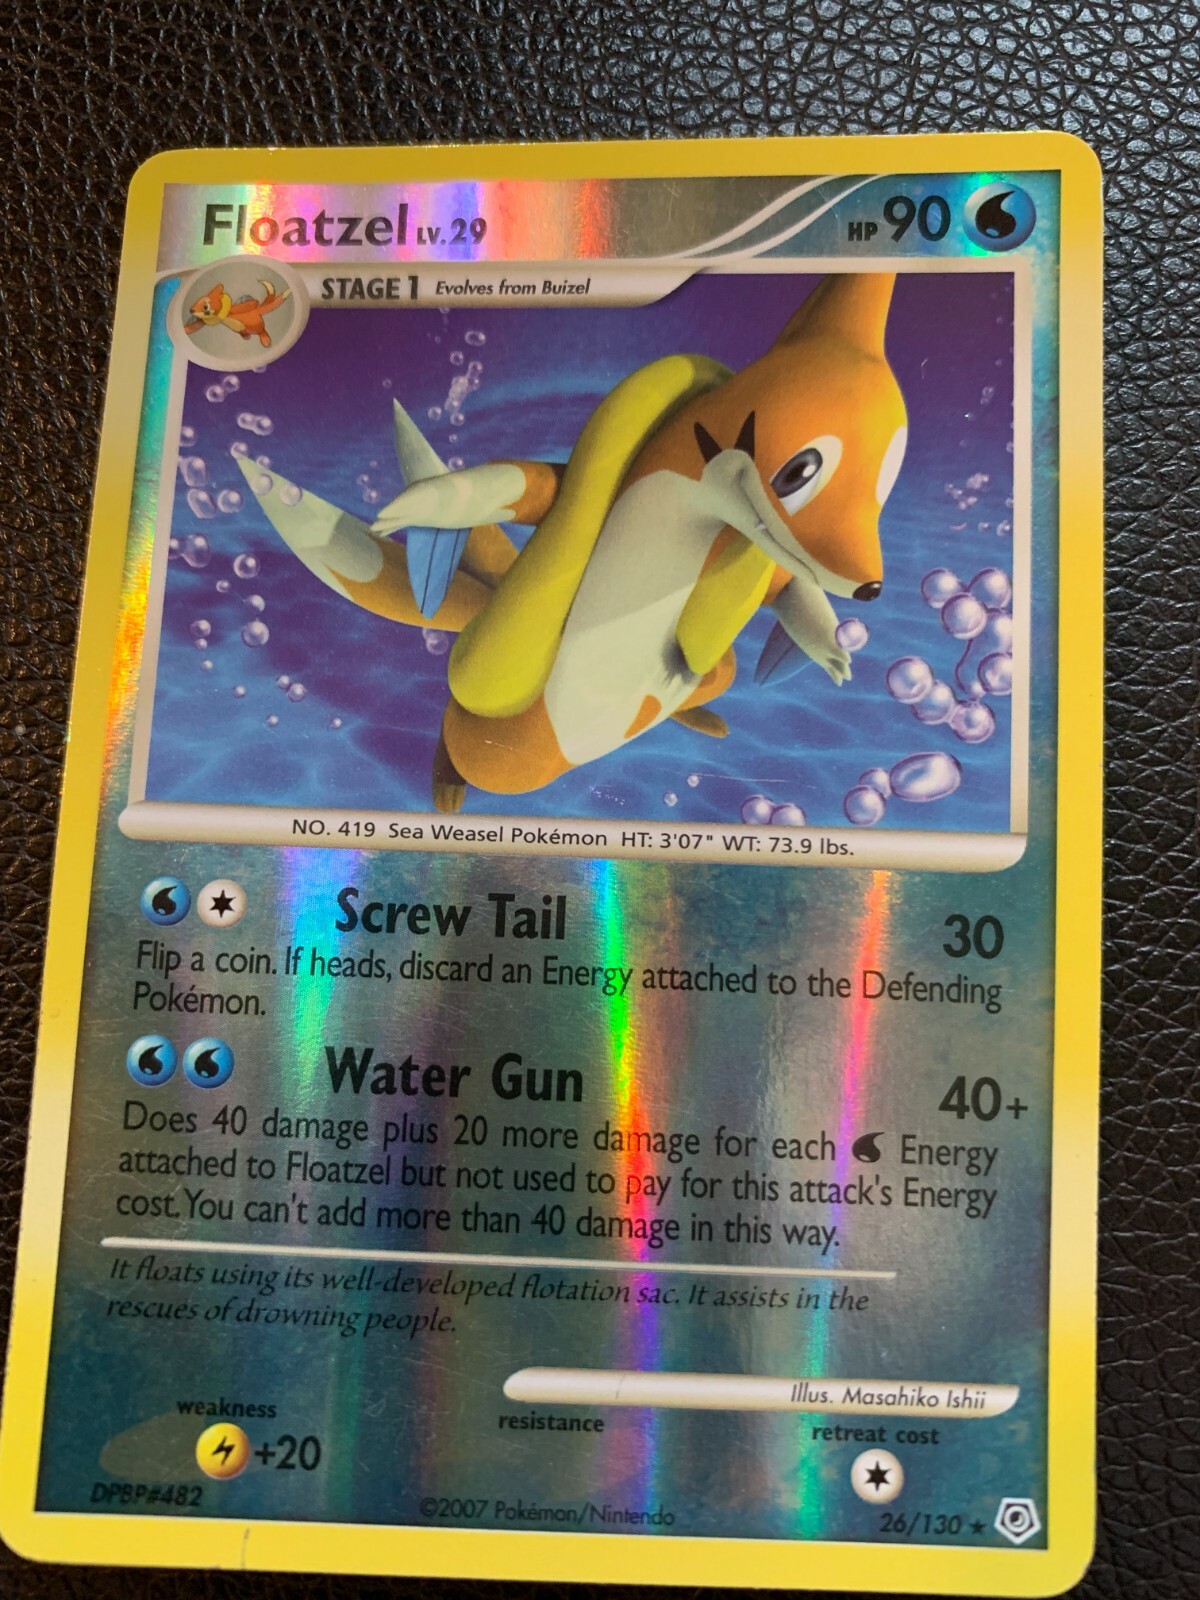 Floatzel LV.29 HP 90
STAGE 1 Evolves from Buizel
NO. 419 Sea Weasel Pokémon HT: 3'07" WT: 73.9 lbs.
Screw Tail 30
Flip a coin. If heads, discard an Energy attached to the Defending
Pokémon.
Water Gun 40+
Does 40 damage plus 20 more damage for each Energy
attached to Floatzel but not used to pay for this attack's Energy
cost. You can't add more than 40 damage in this way.
It floats using its well-developed flotation sac. It assists in the
rescues of drowning people.
Illus. Masahiko Ishii
weakness resistance retreat cost
+20
DPBP#482
©2007 Pokémon/Nintendo
26/130 ★